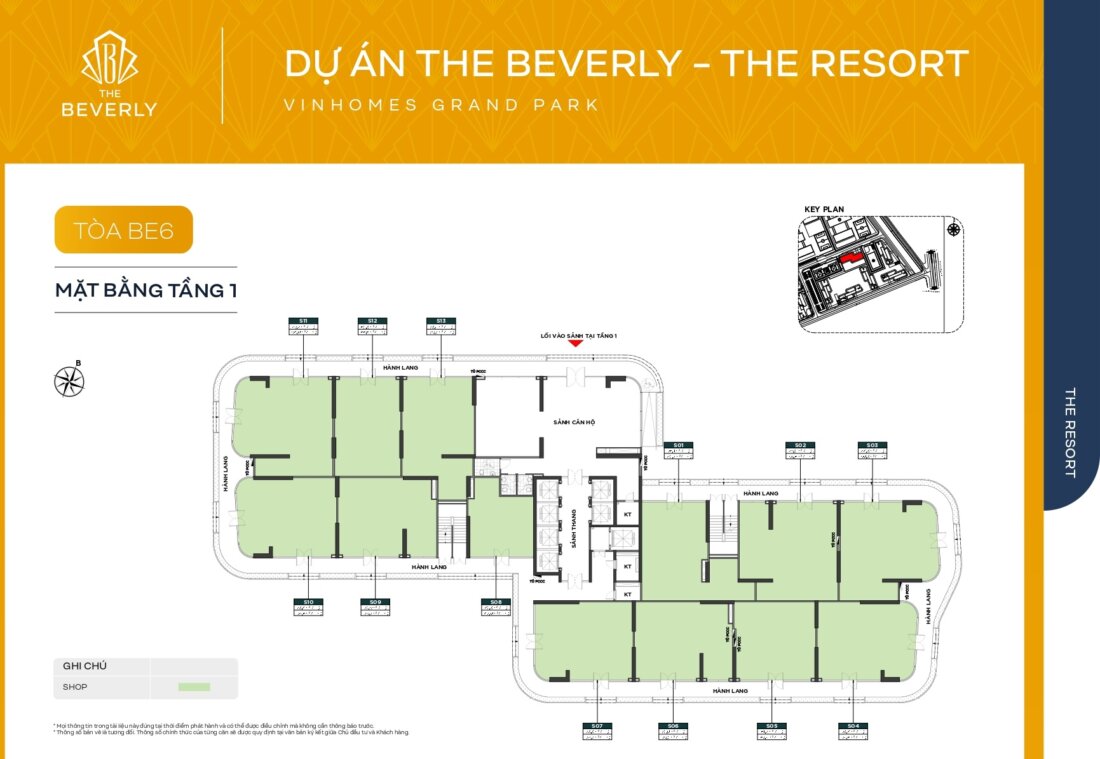 THE
BEVERLY
DỰ ÁN THE BEVERLY – THE RESORT
VINHOMES GRAND PARK
TÒA BE6
MẶT BẰNG TẦNG 1
KEY PLAN
B
S11
S12
S13
LỐI VÀO SẢNH TẠI TẦNG 1
HÀNH LANG
SẢNH CĂN HỘ
HÀNH LANG
S01
S02
S03
HÀNH LANG
KT
SẢNH THANG
KT
KT
HÀNH LANG
HÀNH LANG
S10
S09
S08
HÀNH LANG
S07
S06
S05
S04
THE RESORT
GHI CHÚ
SHOP
* Mọi thông tin trong tài liệu này đúng tại thời điểm phát hành và có thể được điều chỉnh mà không cần thông báo trước.
* Thông số bản vẽ là tương đối. Thông số chính thức của từng căn sẽ được quy định tại văn bản ký kết giữa Chủ đầu tư và Khách hàng.